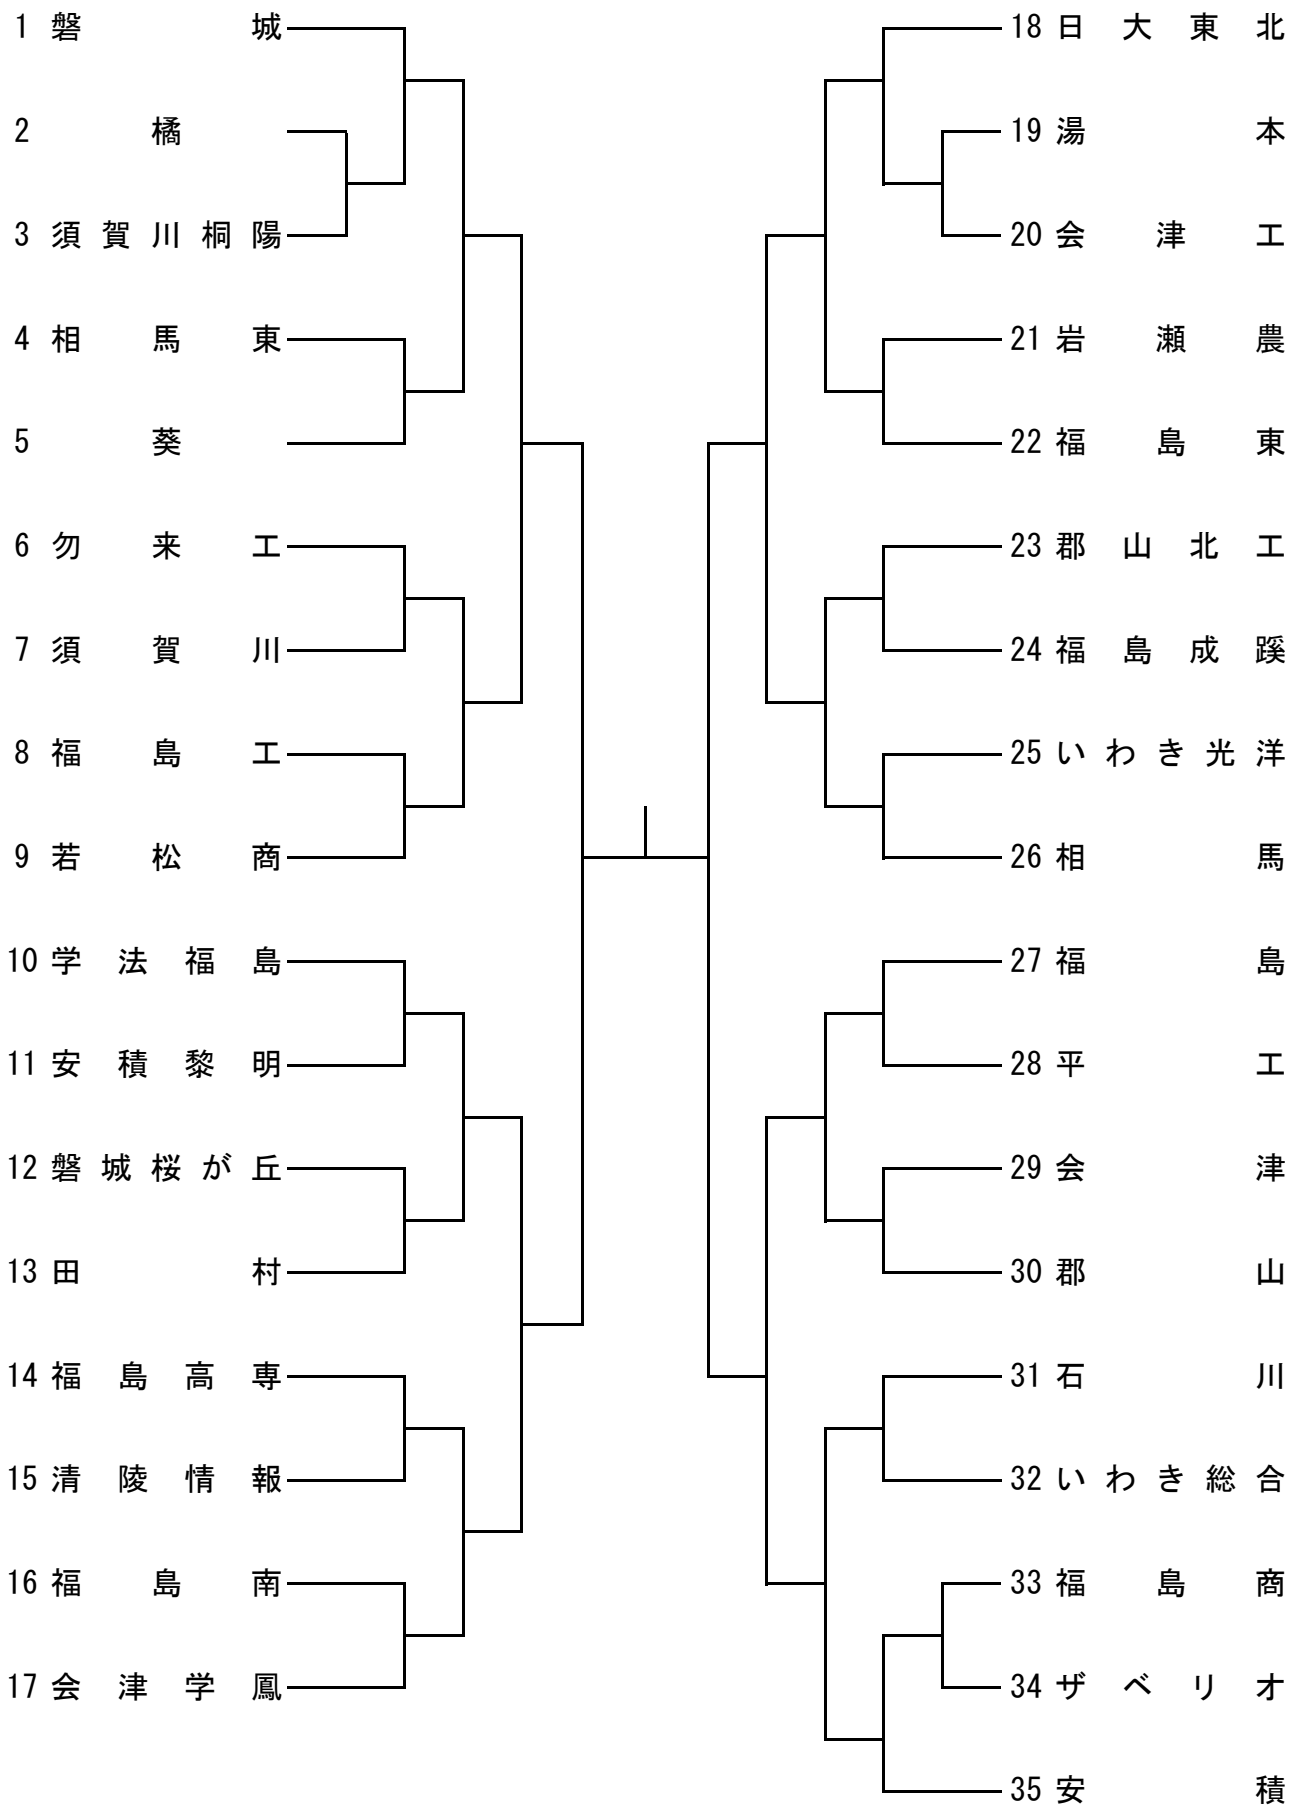 1 磐城
2 橘
3 須賀川桐陽
4 相馬東
5 葵
6 勿来工
7 須賀川
8 福島工
9 若松商
10 学法福島
11 安積黎明
12 磐城桜が丘
13 田村
14 福島高専
15 清陵情報
16 福島南
17 会津学鳳
18 日大東北
19 湯本
20 会津工
21 岩瀬農
22 福島東
23 郡山北工
24 福島成蹊
25 いわき光洋
26 相馬
27 福島
28 平工
29 会津
30 郡山
31 石川
32 いわき総合
33 福島商
34 ザベリオ
35 安積